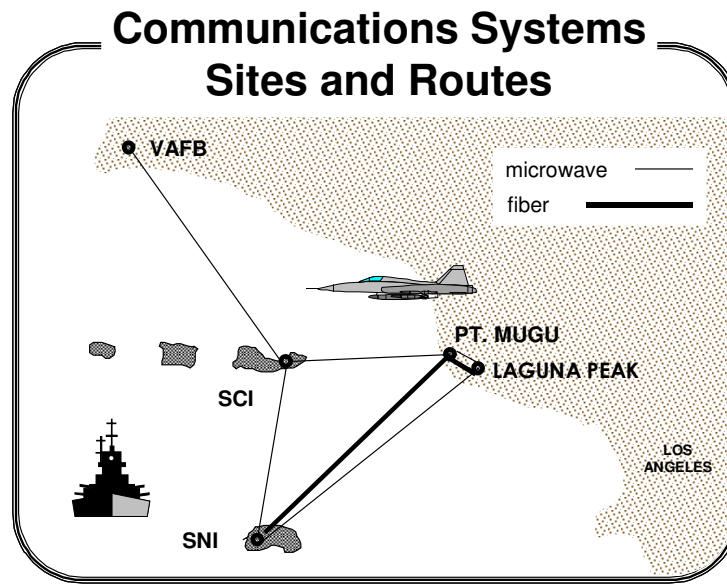 Communications Systems
Sites and Routes
VAFB
microwave
fiber
PT. MUGU
LAGUNA PEAK
SCI
LOS
ANGELES
SNI